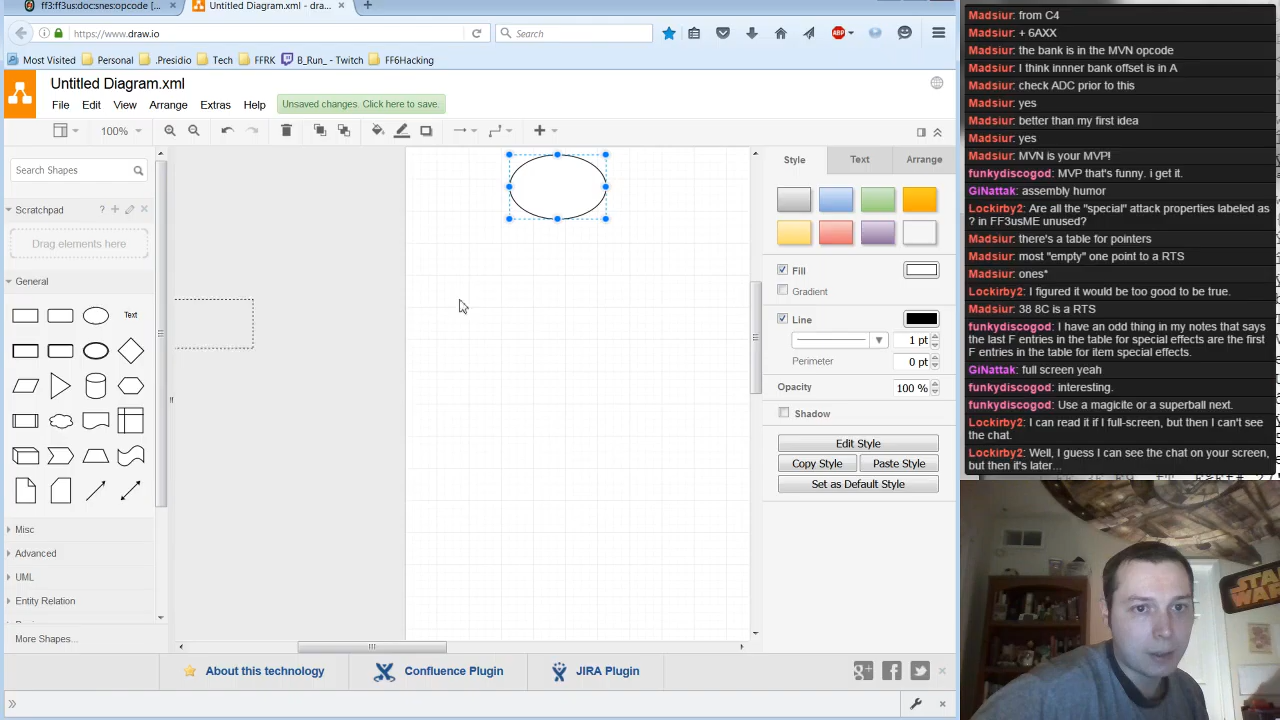 ff3:ff3us:doc:snes:opcode [...
Untitled Diagram.xml - dra...
https://www.draw.io
Search
Most Visited
Personal
.Presidio
Tech
FFRK
B_Run_ - Twitch
FF6Hacking
Untitled Diagram.xml
File Edit View Arrange Extras Help
Unsaved changes. Click here to save.
100%
Search Shapes
Scratchpad
Drag elements here
General
Text
Misc
Advanced
UML
Entity Relation
More Shapes...
Style Text Arrange
Fill
Gradient
Line
1 pt
Perimeter 0 pt
Opacity 100 %
Shadow
Edit Style
Copy Style Paste Style
Set as Default Style
About this technology
Confluence Plugin
JIRA Plugin
Madsiur: from C4
Madsiur: + 6AXX
Madsiur: the bank is in the MVN opcode
Madsiur: I think innner bank offset is in A
Madsiur: check ADC prior to this
Madsiur: yes
Madsiur: better than my first idea
Madsiur: yes
Madsiur: MVN is your MVP!
funkydiscogod: MVP that's funny. i get it.
GiNattak: assembly humor
Lockirby2: Are all the "special" attack properties labeled as
? in FF3usME unused?
Madsiur: there's a table for pointers
Madsiur: most "empty" one point to a RTS
Madsiur: ones*
Lockirby2: I figured it would be too good to be true.
Madsiur: 38 8C is a RTS
funkydiscogod: I have an odd thing in my notes that says
the last F entries in the table for special effects are the first
F entries in the table for item special effects.
GiNattak: full screen yeah
funkydiscogod: interesting.
funkydiscogod: Use a magicite or a superball next.
Lockirby2: I can read it if I full-screen, but then I can't see
the chat.
Lockirby2: Well, I guess I can see the chat on your screen,
but then it's later...
STAR
WARS